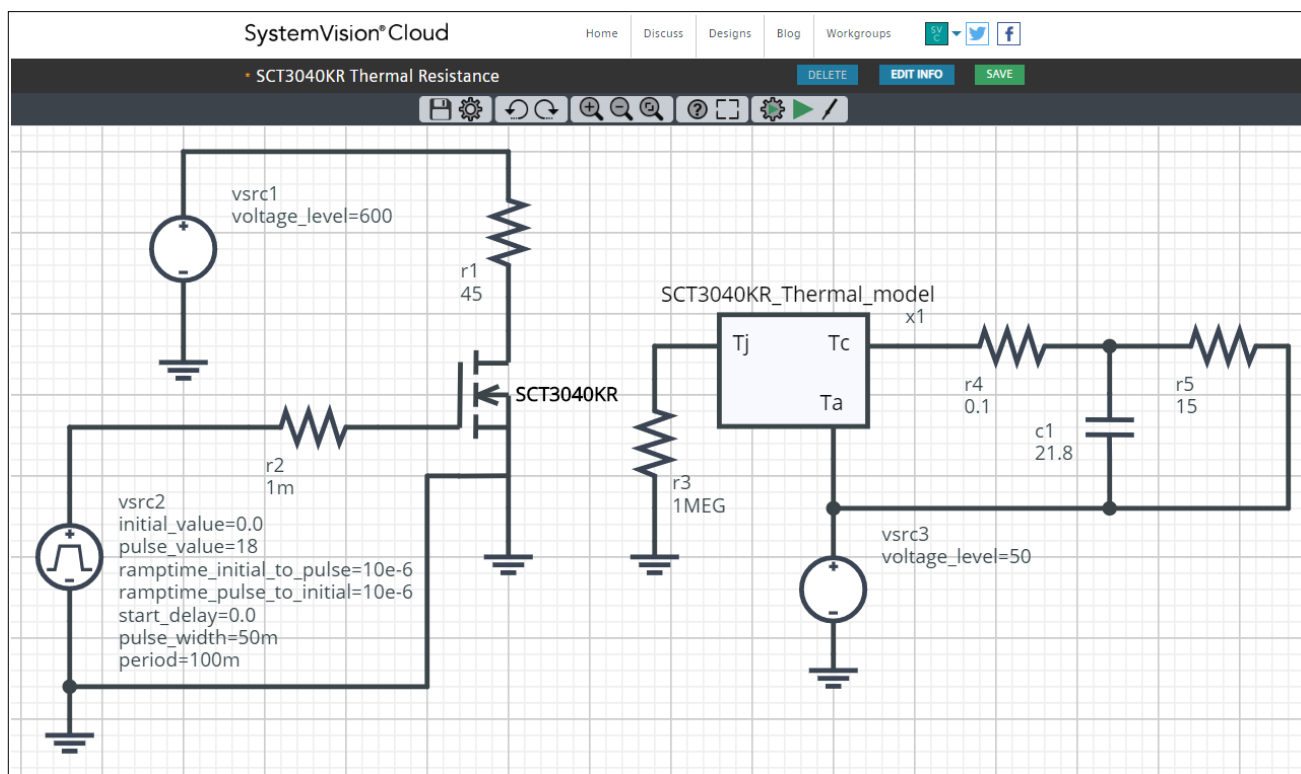 SystemVision®Cloud
Home
Discuss
Designs
Blog
Workgroups
SV
C
* SCT3040KR Thermal Resistance
DELETE
EDIT INFO
SAVE
vsrc1
voltage_level=600
r1
45
SCT3040KR_Thermal_model
x1
Tj
Tc
Ta
r4
0.1
r5
15
c1
21.8
SCT3040KR
r2
1m
r3
1MEG
vsrc2
initial_value=0.0
pulse_value=18
ramptime_initial_to_pulse=10e-6
ramptime_pulse_to_initial=10e-6
start_delay=0.0
pulse_width=50m
period=100m
vsrc3
voltage_level=50